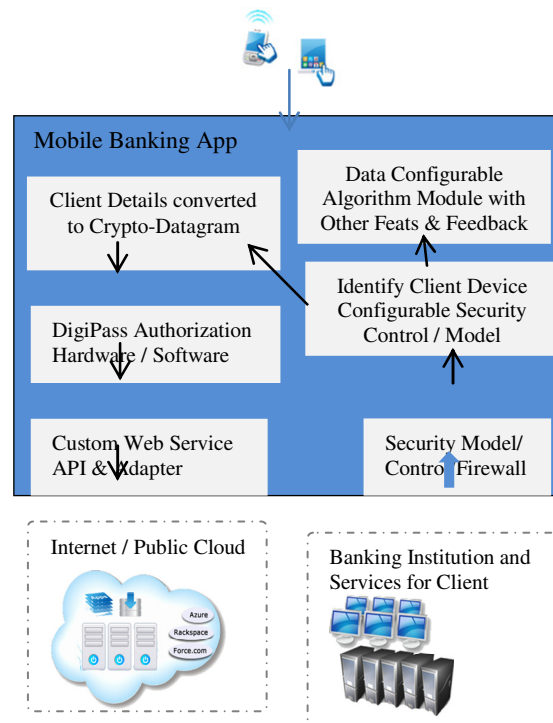 Mobile Banking App
Client Details converted
to Crypto-Datagram
Data Configurable
Algorithm Module with
Other Feats & Feedback
Identify Client Device
Configurable Security
Control / Model
DigiPass Authorization
Hardware / Software
Custom Web Service
API & Adapter
Security Model/
Control/Firewall
Internet / Public Cloud
Azure
Rackspace
Force.com
Banking Institution and
Services for Client